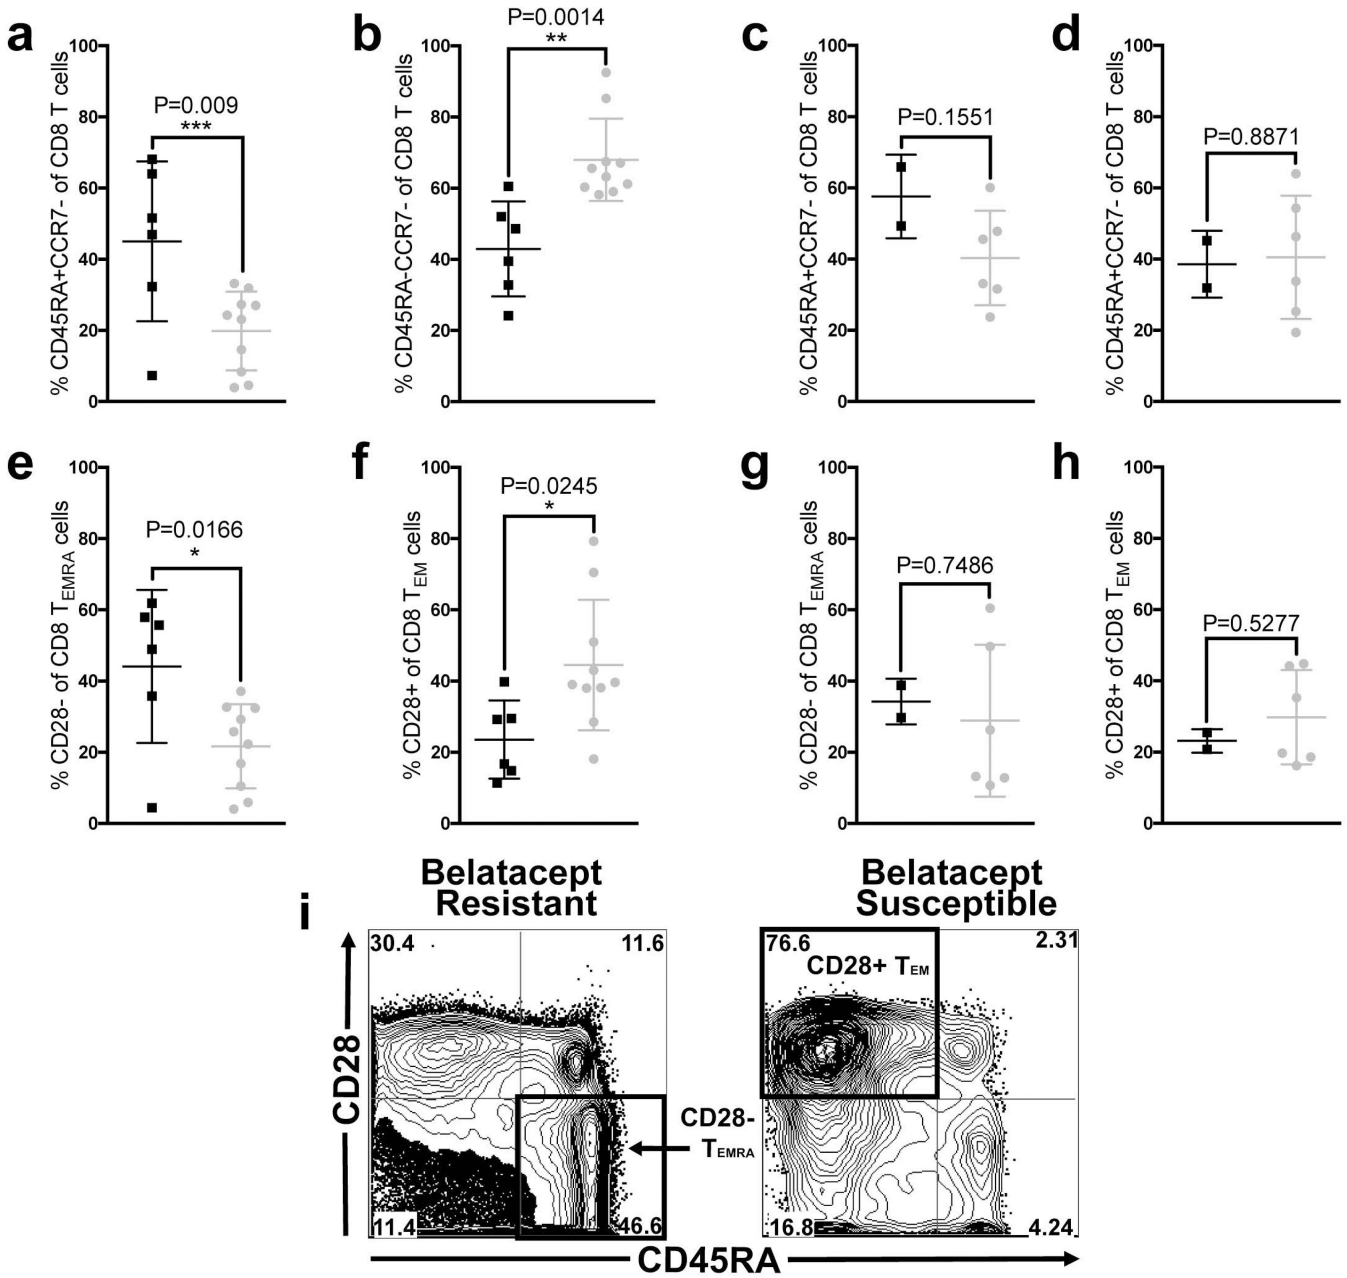 a
P=0.009
***
% CD45RA+CCR7- of CD8 T cells
100
80
60
40
20
0
b
P=0.0014
**
% CD45RA-CCR7- of CD8 T cells
100
80
60
40
20
0
c
P=0.1551
% CD45RA+CCR7- of CD8 T cells
100
80
60
40
20
0
d
P=0.8871
% CD45RA+CCR7- of CD8 T cells
100
80
60
40
20
0
e
P=0.0166
*
% CD28- of CD8 TEMRA cells
100
80
60
40
20
0
f
P=0.0245
*
% CD28+ of CD8 TEM cells
100
80
60
40
20
0
g
P=0.7486
% CD28- of CD8 TEMRA cells
100
80
60
40
20
0
h
P=0.5277
% CD28+ of CD8 TEM cells
100
80
60
40
20
0
i
Belatacept
Resistant
30.4
11.6
11.4
46.6
CD28-
TEMRA
Belatacept
Susceptible
76.6
2.31
CD28+ TEM
16.8
4.24
CD28
CD45RA